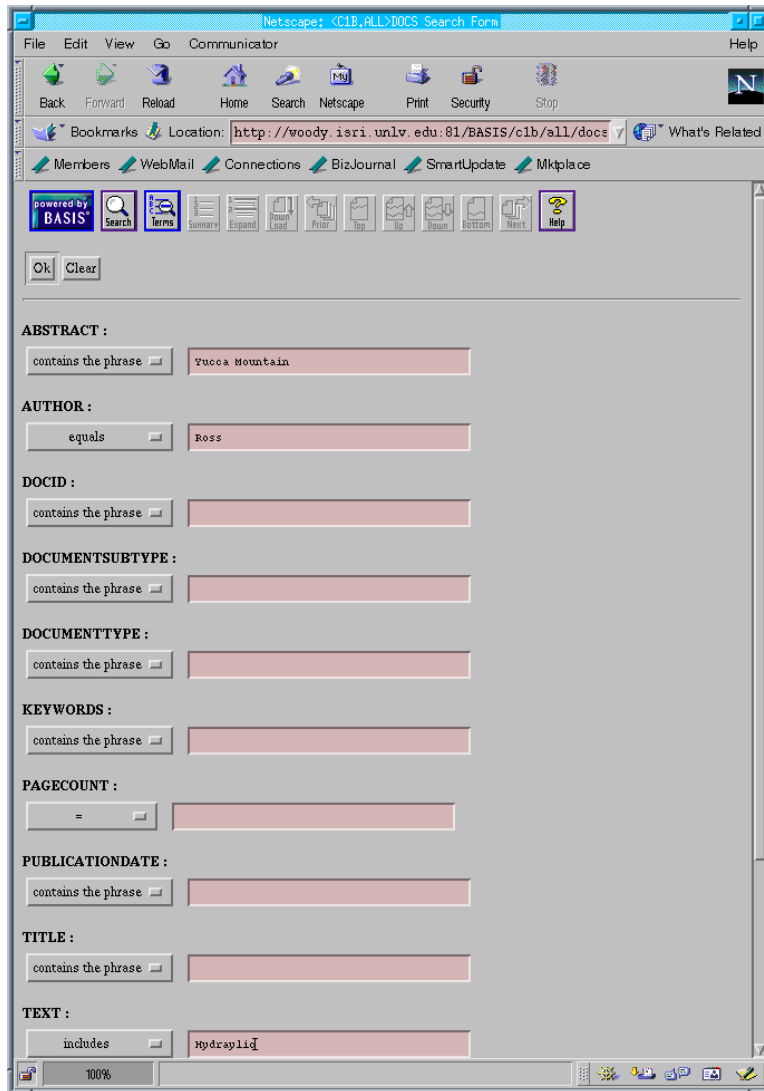 Netscape: <C1B.ALL>DOCS Search Form
File Edit View Go Communicator Help
My N
Back Forward Reload Home Search Netscape Print Security Stop
Bookmarks Location: http://woody.isri.unlv.edu:81/BASIS/c1b/all/docs What's Related
Members WebMail Connections BizJournal SmartUpdate Mktplace
powered by BASIS Search A B C Terms Summary Expand Down Load Prior Top Up Down Bottom Next ? Help
Ok Clear
ABSTRACT :
contains the phrase Yucca Mountain
AUTHOR :
equals Ross
DOCID :
contains the phrase
DOCUMENTSUBTYPE :
contains the phrase
DOCUMENTTYPE :
contains the phrase
KEYWORDS :
contains the phrase
PAGECOUNT :
=
PUBLICATIONDATE :
contains the phrase
TITLE :
contains the phrase
TEXT :
includes Hydraylic
100%